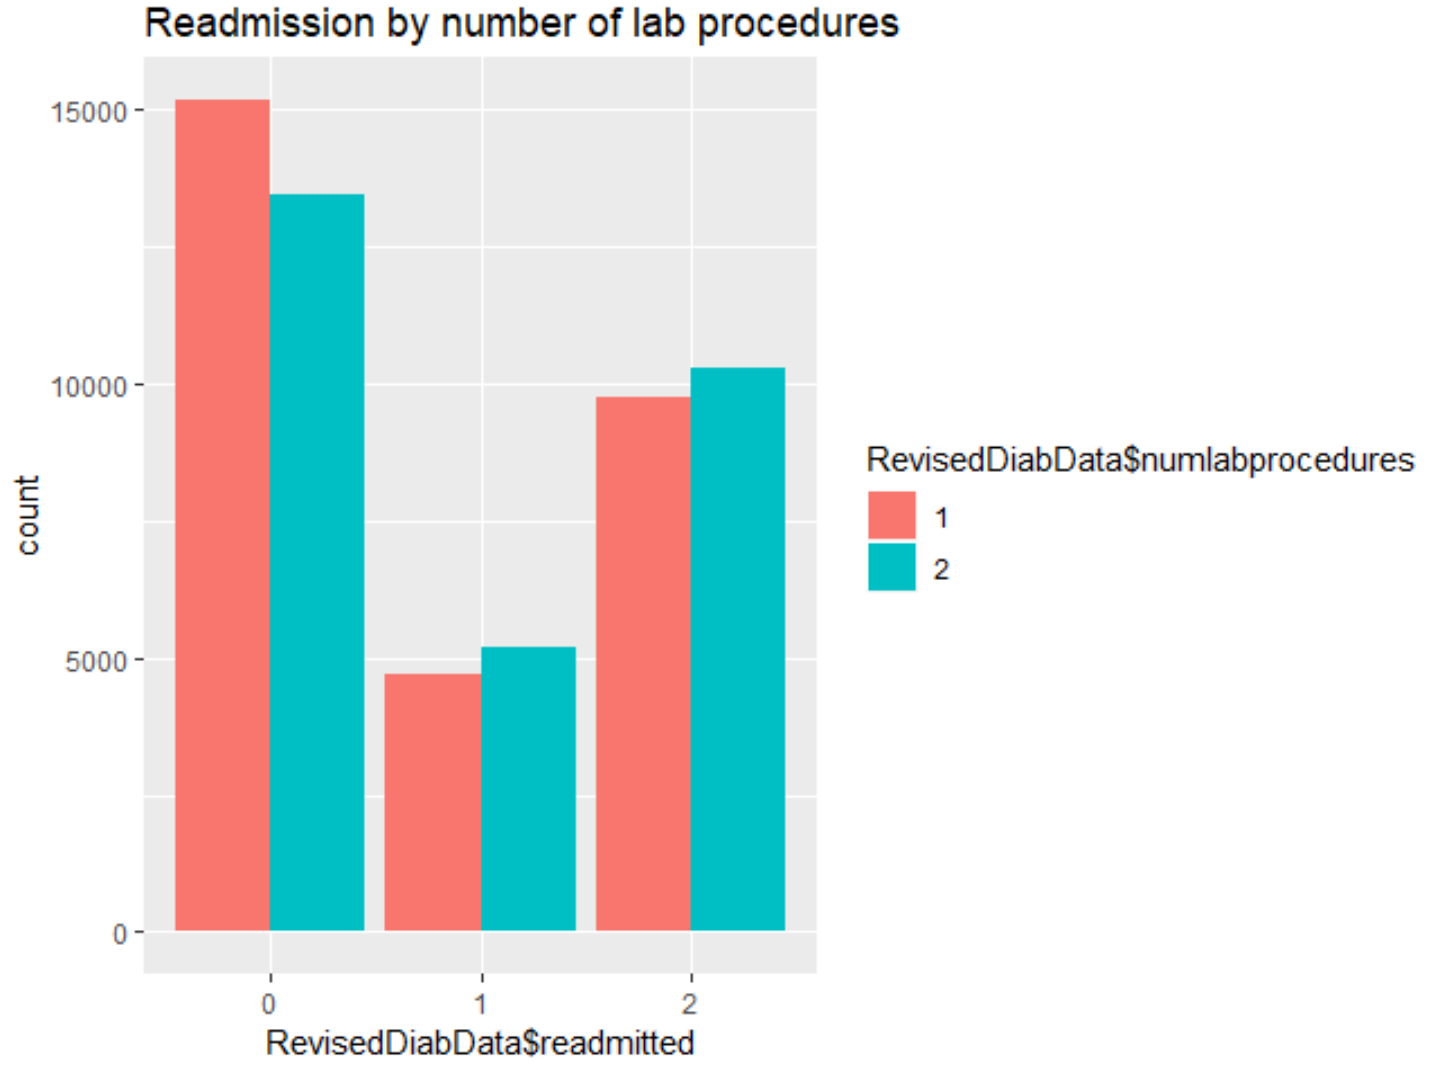 Readmission by number of lab procedures
15000
10000
5000
0
count
0 1 2
RevisedDiabData$readmitted
RevisedDiabData$numlabprocedures
1
2